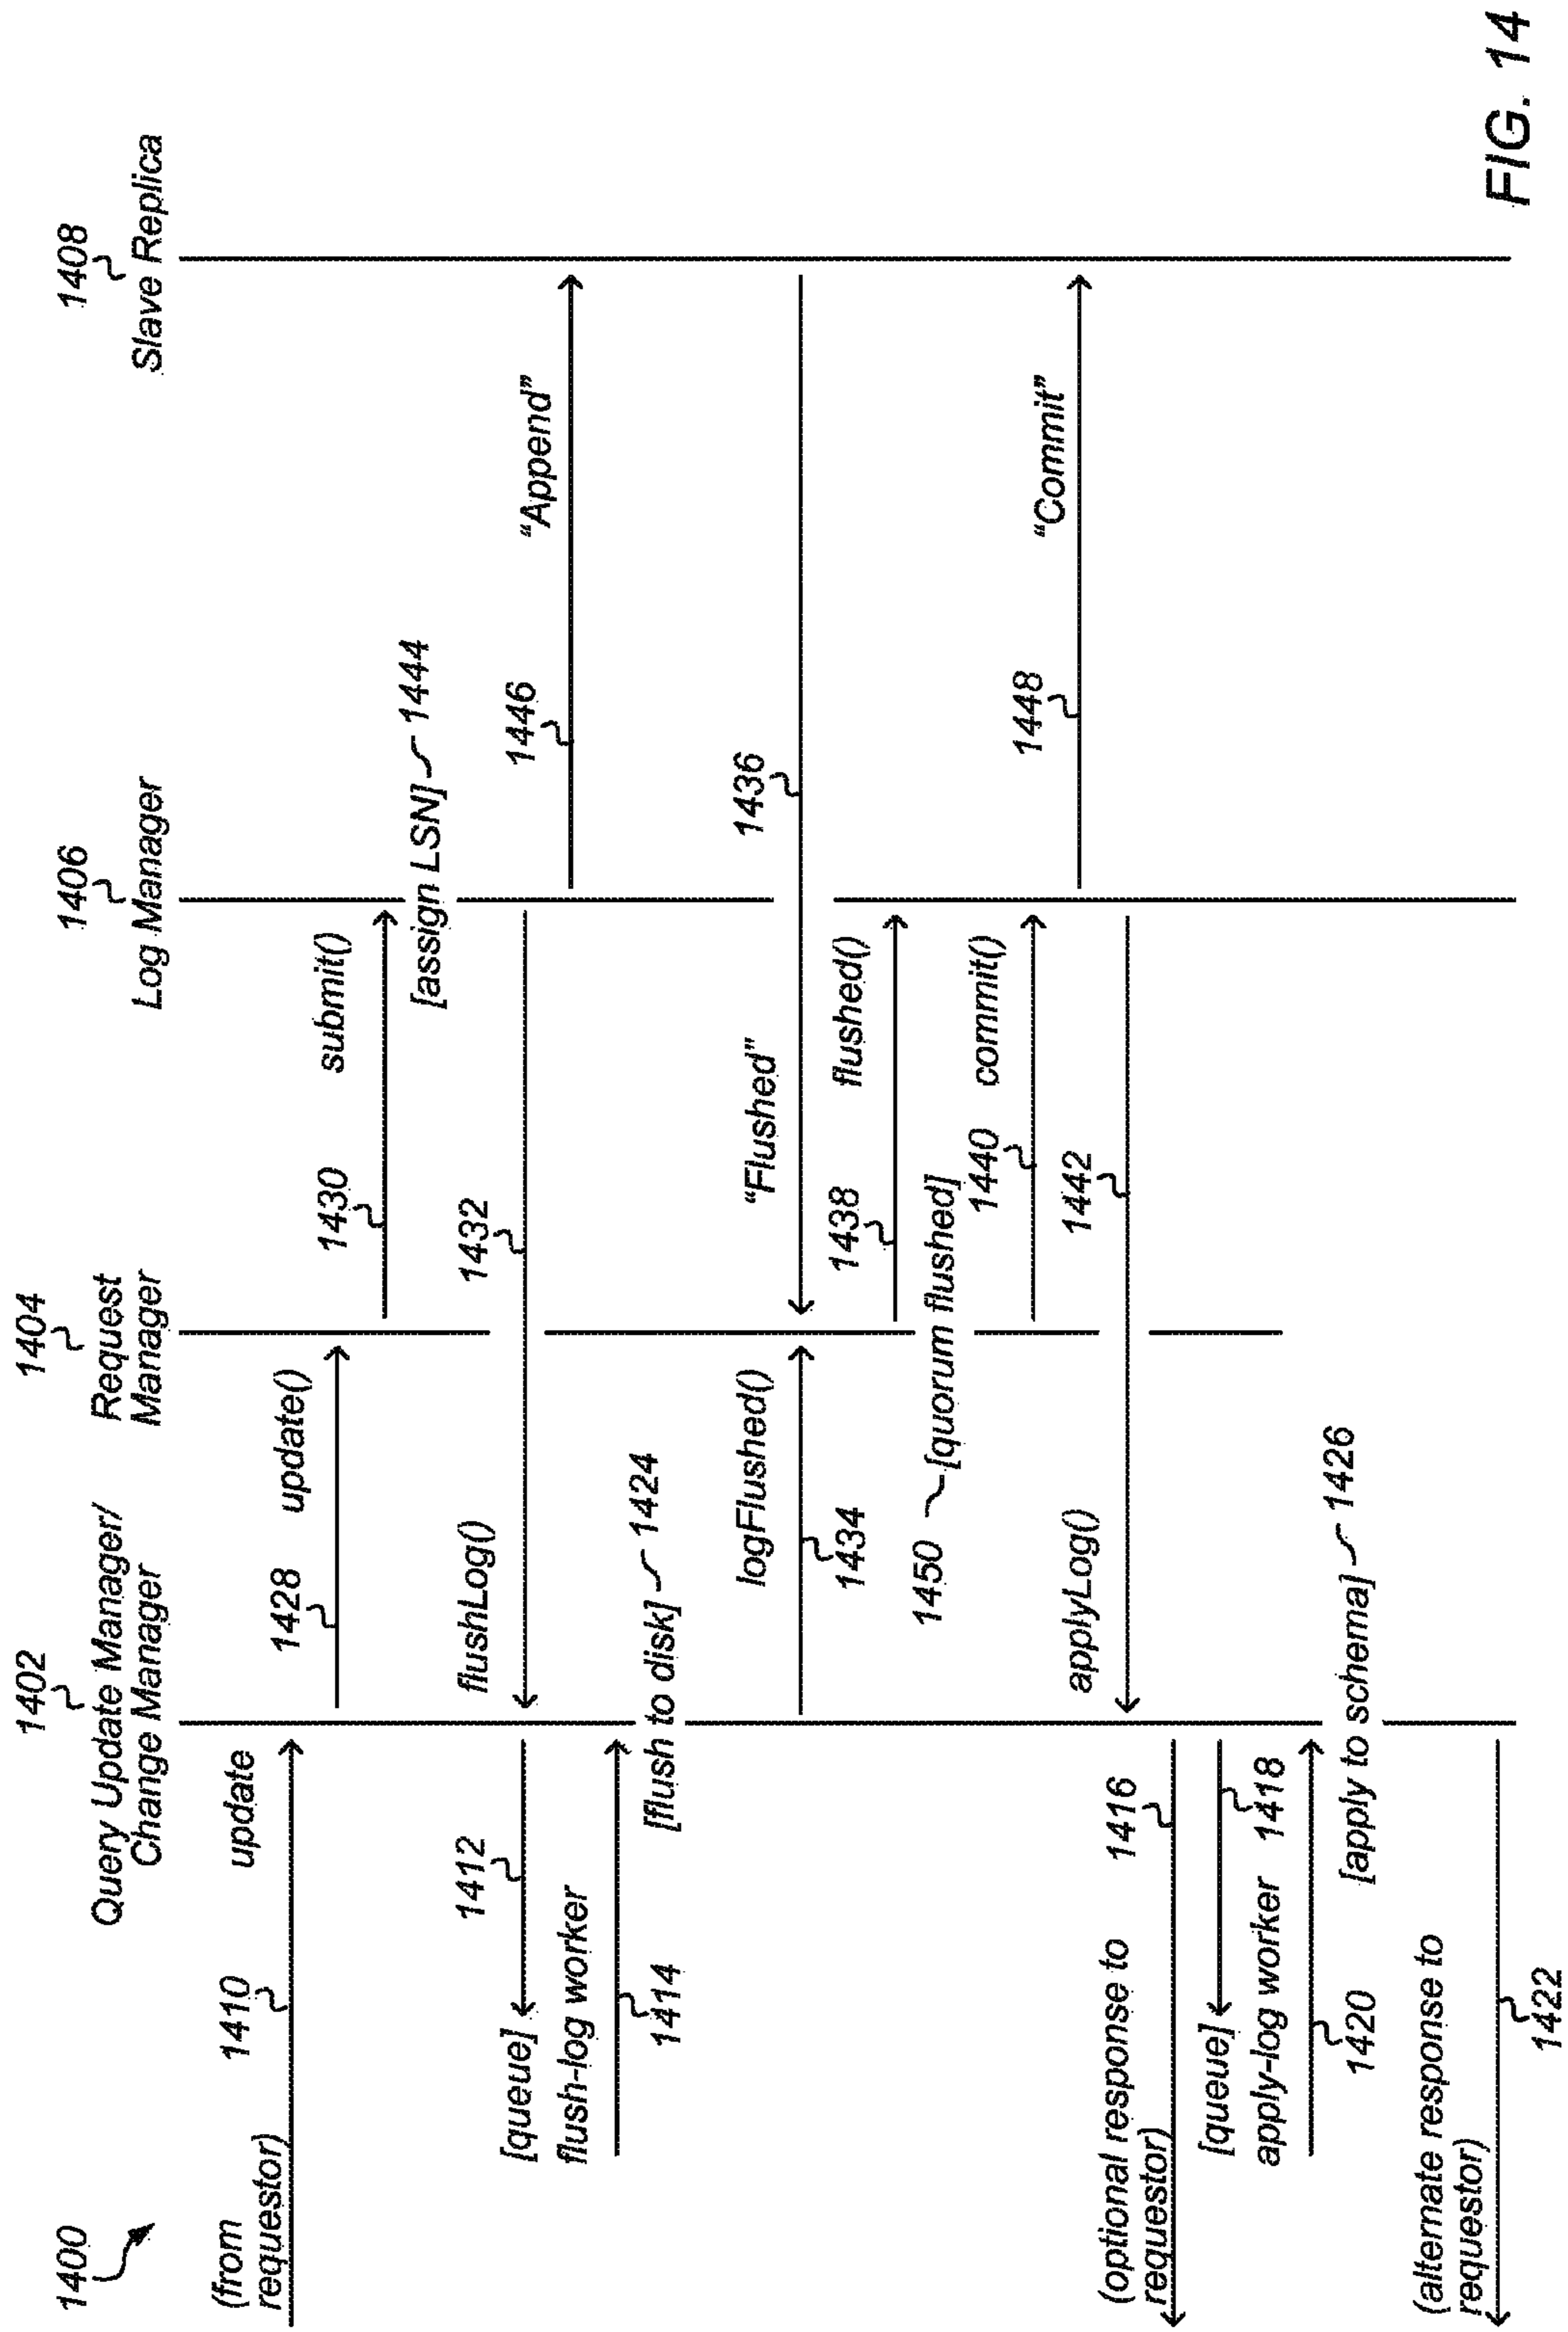 1400
1402
Query Update Manager/
Change Manager
1404
Request
Manager
1406
Log Manager
1408
Slave Replica
(from
requestor)
1410
update
1428
update()
1430
submit()
[assign LSN]
1444
flushLog()
1432
1412
[queue]
1446
"Append"
flush-log worker
1414
[flush to disk]
1424
logFlushed()
1434
"Flushed"
1436
1438
flushed()
1450
[quorum flushed]
1440
commit()
1448
"Commit"
applyLog()
1442
(optional response to
requestor)
1416
[queue]
1418
apply-log worker
1420
[apply to schema]
1426
(alternate response to
requestor)
1422
FIG. 14